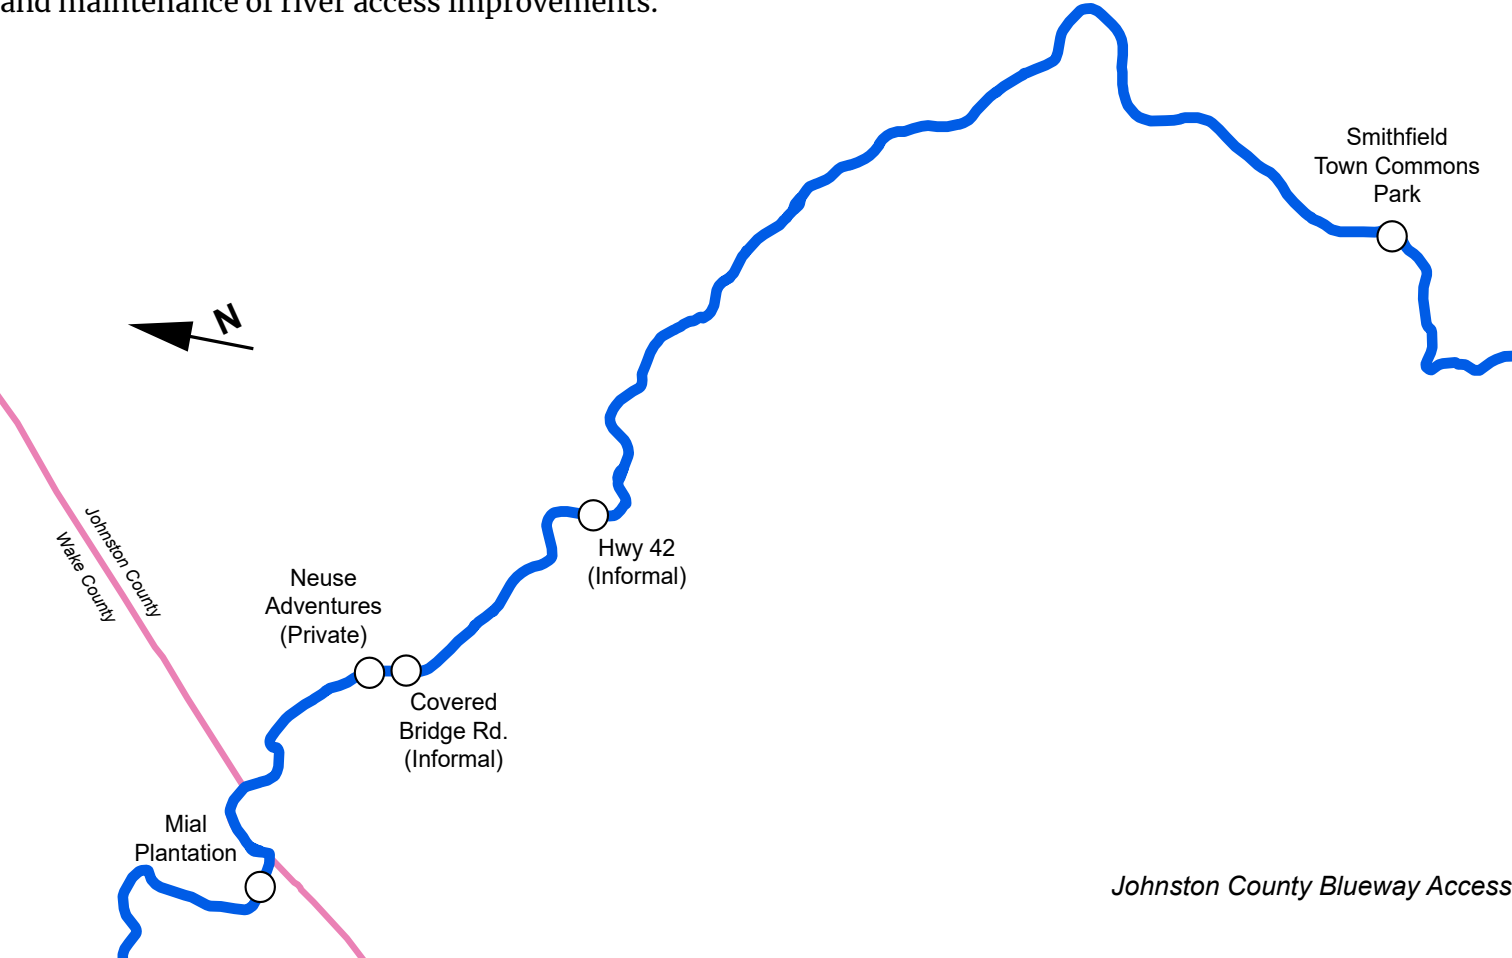 and maintenance of river access improvements.
Smithfield
Town Commons
Park
N
Johnston County
Wake County
Hwy 42
(Informal)
Neuse
Adventures
(Private)
Covered
Bridge Rd.
(Informal)
Mial
Plantation
Johnston County Blueway Access